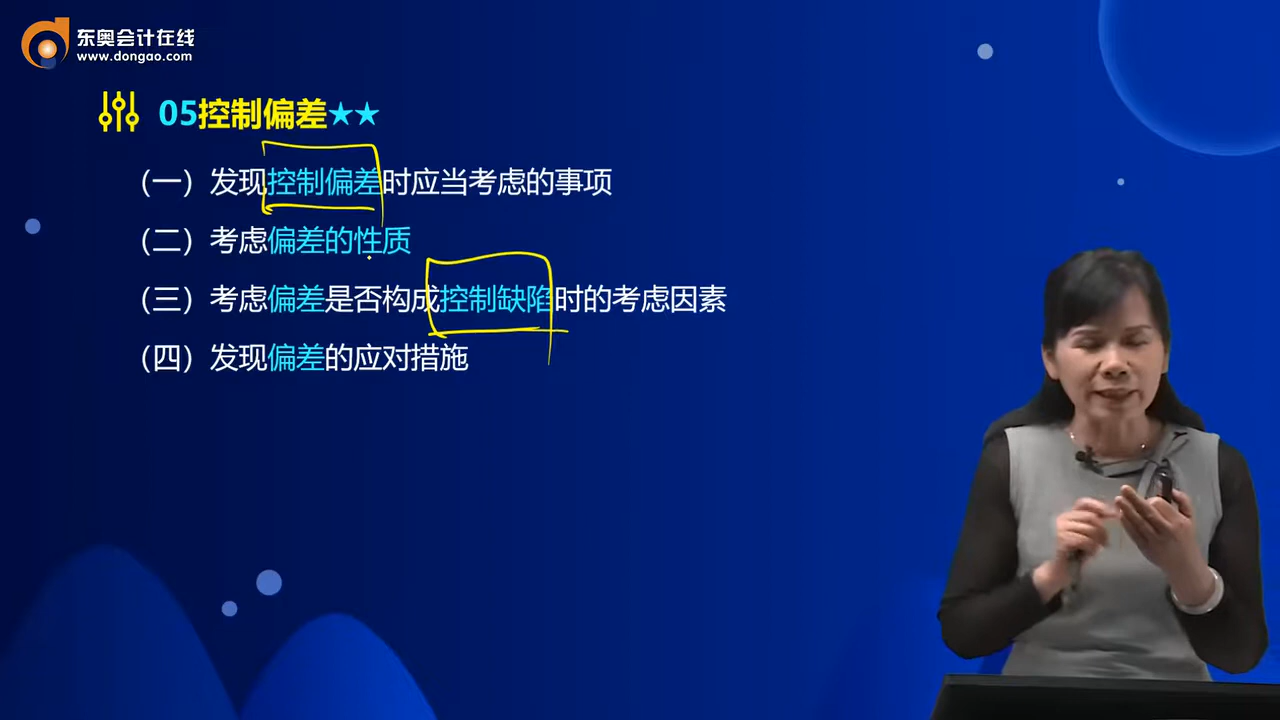 东奥会计在线
www.dongao.com
05控制偏差★★
（一）发现控制偏差时应当考虑的事项
（二）考虑偏差的性质
（三）考虑偏差是否构成控制缺陷时的考虑因素
（四）发现偏差的应对措施